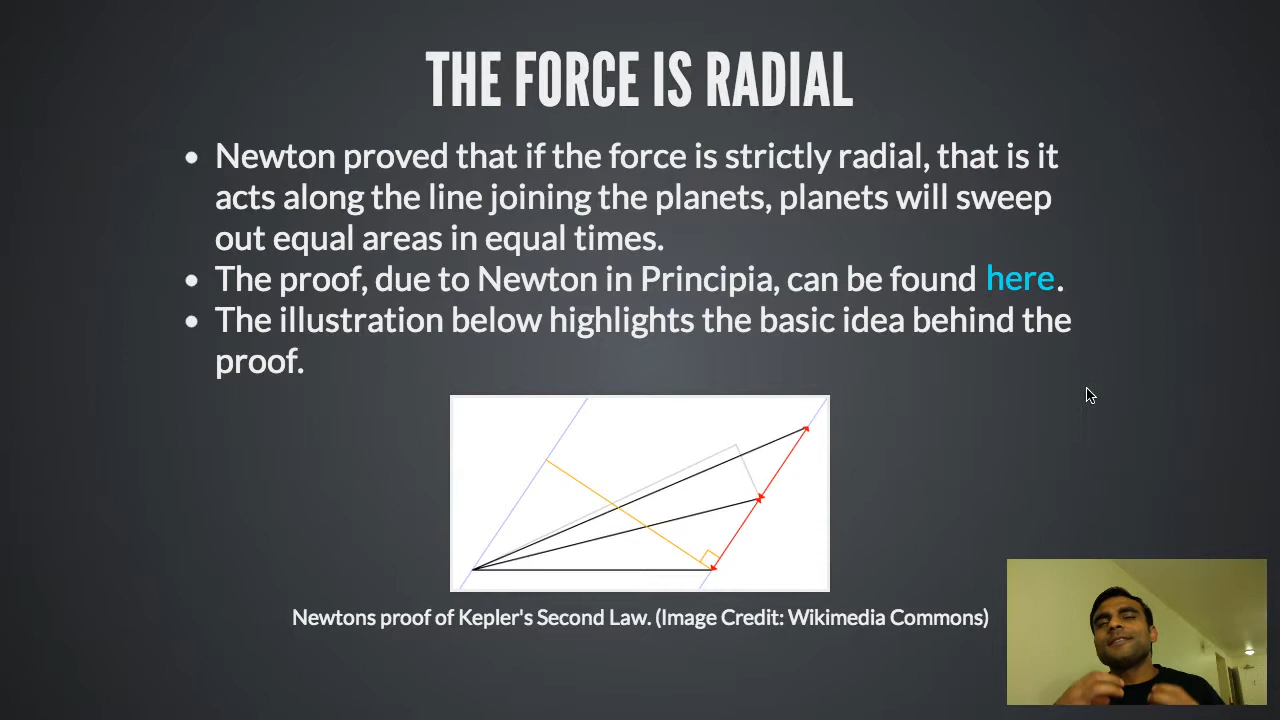 THE FORCE IS RADIAL
• Newton proved that if the force is strictly radial, that is it
acts along the line joining the planets, planets will sweep
out equal areas in equal times.
• The proof, due to Newton in Principia, can be found here.
• The illustration below highlights the basic idea behind the
proof.
Newtons proof of Kepler's Second Law. (Image Credit: Wikimedia Commons)